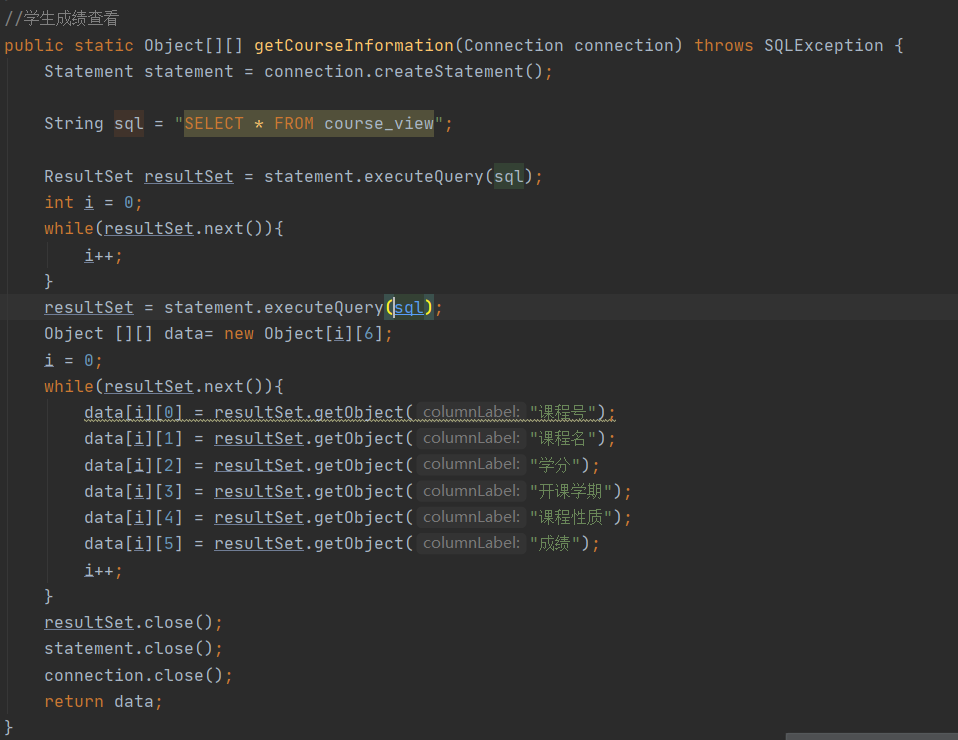 //学生成绩查看
public static Object[][] getCourseInformation(Connection connection) throws SQLException {
    Statement statement = connection.createStatement();
    String sql = "SELECT * FROM course_view";
    ResultSet resultSet = statement.executeQuery(sql);
    int i = 0;
    while(resultSet.next()){
        i++;
    }
    resultSet = statement.executeQuery(sql);
    Object [][] data= new Object[i][6];
    i = 0;
    while(resultSet.next()){
        data[i][0] = resultSet.getObject( columnLabel: "课程号");
        data[i][1] = resultSet.getObject( columnLabel: "课程名");
        data[i][2] = resultSet.getObject( columnLabel: "学分");
        data[i][3] = resultSet.getObject( columnLabel: "开课学期");
        data[i][4] = resultSet.getObject( columnLabel: "课程性质");
        data[i][5] = resultSet.getObject( columnLabel: "成绩");
        i++;
    }
    resultSet.close();
    statement.close();
    connection.close();
    return data;
}